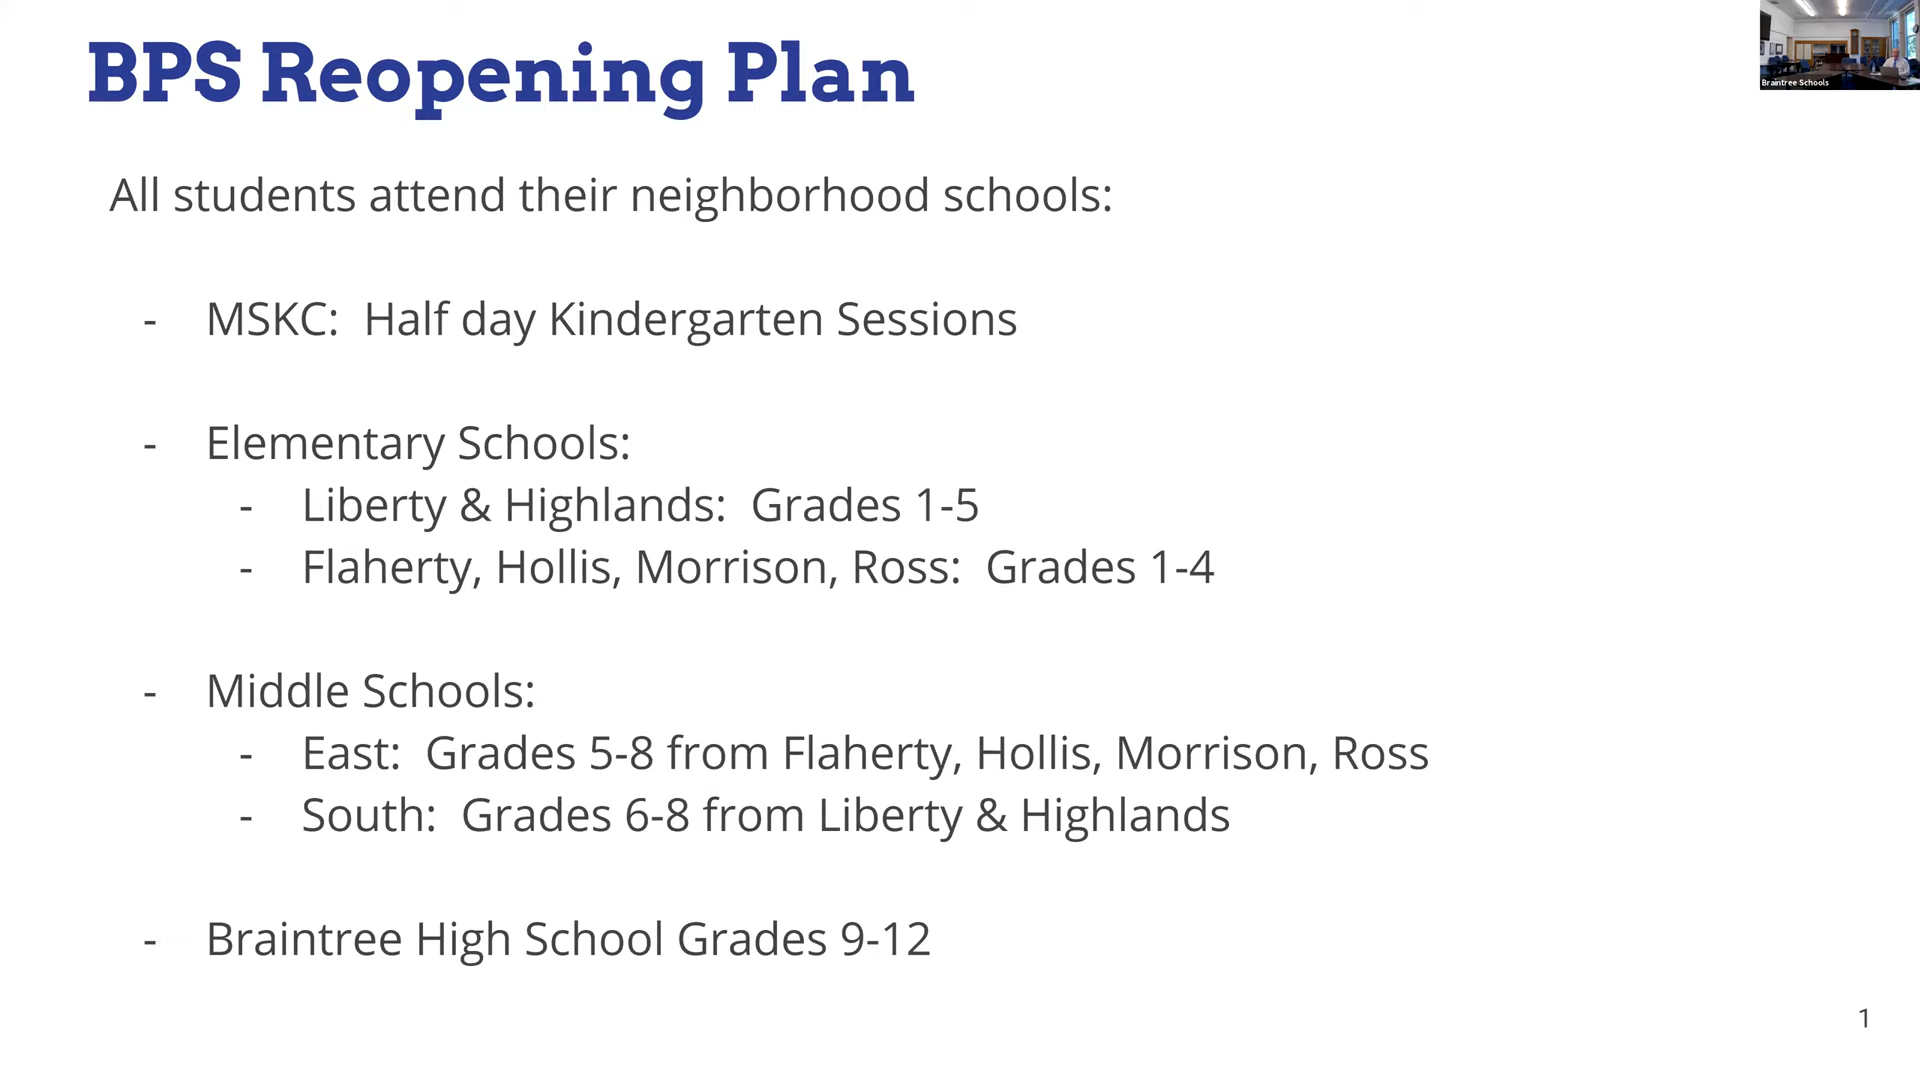 BPS Reopening Plan
Braintree Schools
All students attend their neighborhood schools:
- MSKC: Half day Kindergarten Sessions
- Elementary Schools:
- Liberty & Highlands: Grades 1-5
- Flaherty, Hollis, Morrison, Ross: Grades 1-4
- Middle Schools:
- East: Grades 5-8 from Flaherty, Hollis, Morrison, Ross
- South: Grades 6-8 from Liberty & Highlands
- Braintree High School Grades 9-12
1